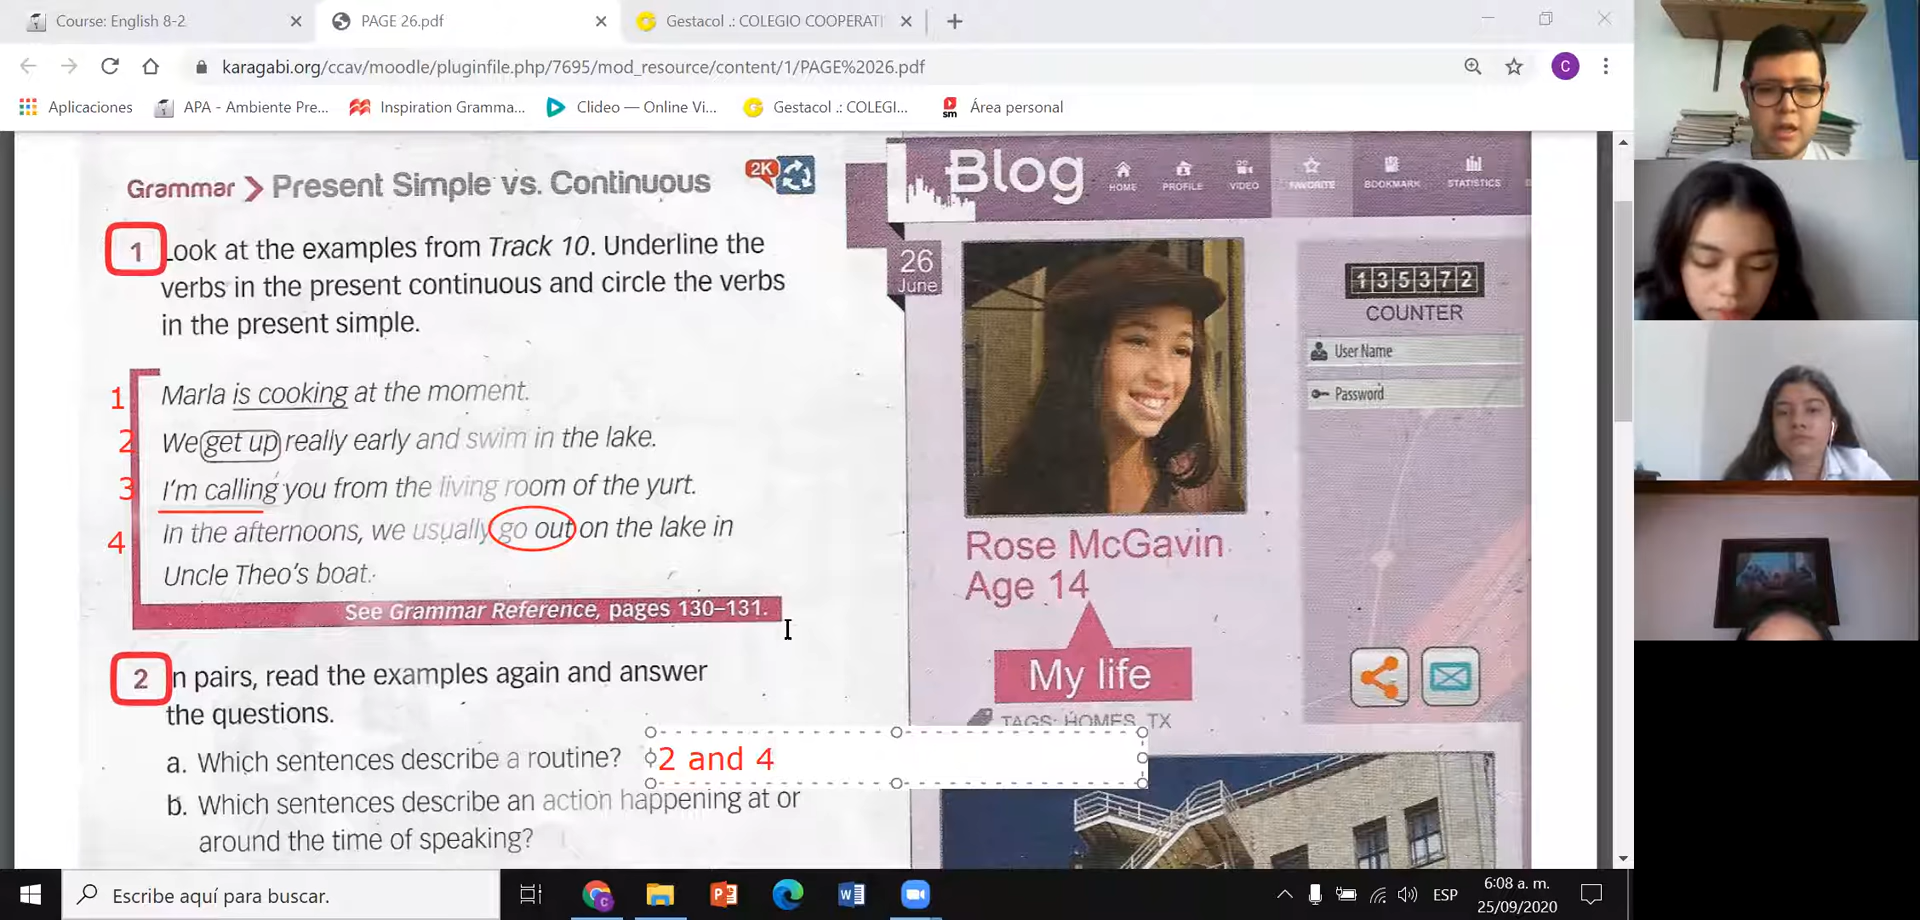 Course: English 8-2
PAGE 26.pdf
Gestacol .: COLEGIO COOPERATI
karagabi.org/ccav/moodle/pluginfile.php/7695/mod_resource/content/1/PAGE%2026.pdf
C
Aplicaciones
APA - Ambiente Pre...
Inspiration Gramma...
Clideo — Online Vi...
Gestacol .: COLEGI...
sm
Área personal
Grammar Present Simple vs. Continuous
2K
1 Look at the examples from Track 10. Underline the
verbs in the present continuous and circle the verbs
in the present simple.
1 Marla is cooking at the moment.
2 We get up really early and swim in the lake.
3 I'm calling you from the living room of the yurt.
4 In the afternoons, we usually go out on the lake in
Uncle Theo's boat.
See Grammar Reference, pages 130–131.
2 In pairs, read the examples again and answer
the questions.
a. Which sentences describe a routine?
2 and 4
b. Which sentences describe an action happening at or
around the time of speaking?
Blog
HOME
PROFILE
VIDEO
FAVORITE
BOOKMARK
STATISTICS
26
June
135372
COUNTER
User Name
Password
Rose McGavin
Age 14
My life
TAGS: HOMES, TX
Escribe aquí para buscar.
ESP
6:08 a. m.
25/09/2020